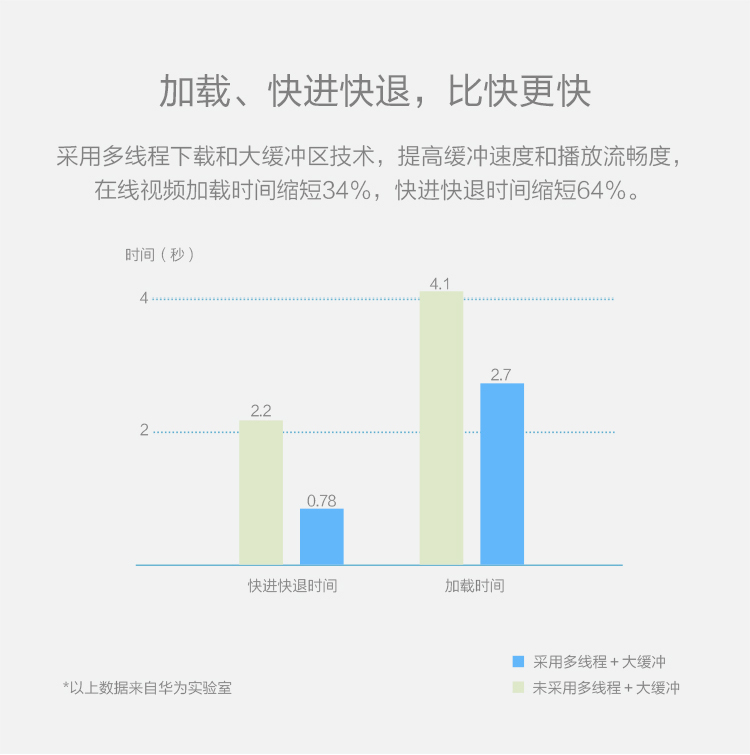 加载、快进快退，比快更快
采用多线程下载和大缓冲区技术，提高缓冲速度和播放流畅度，
在线视频加载时间缩短34%，快进快退时间缩短64%。
时间（秒）
4
4.1
2.7
2
2.2
0.78
快进快退时间
加载时间
采用多线程+大缓冲
*以上数据来自华为实验室
未采用多线程+大缓冲